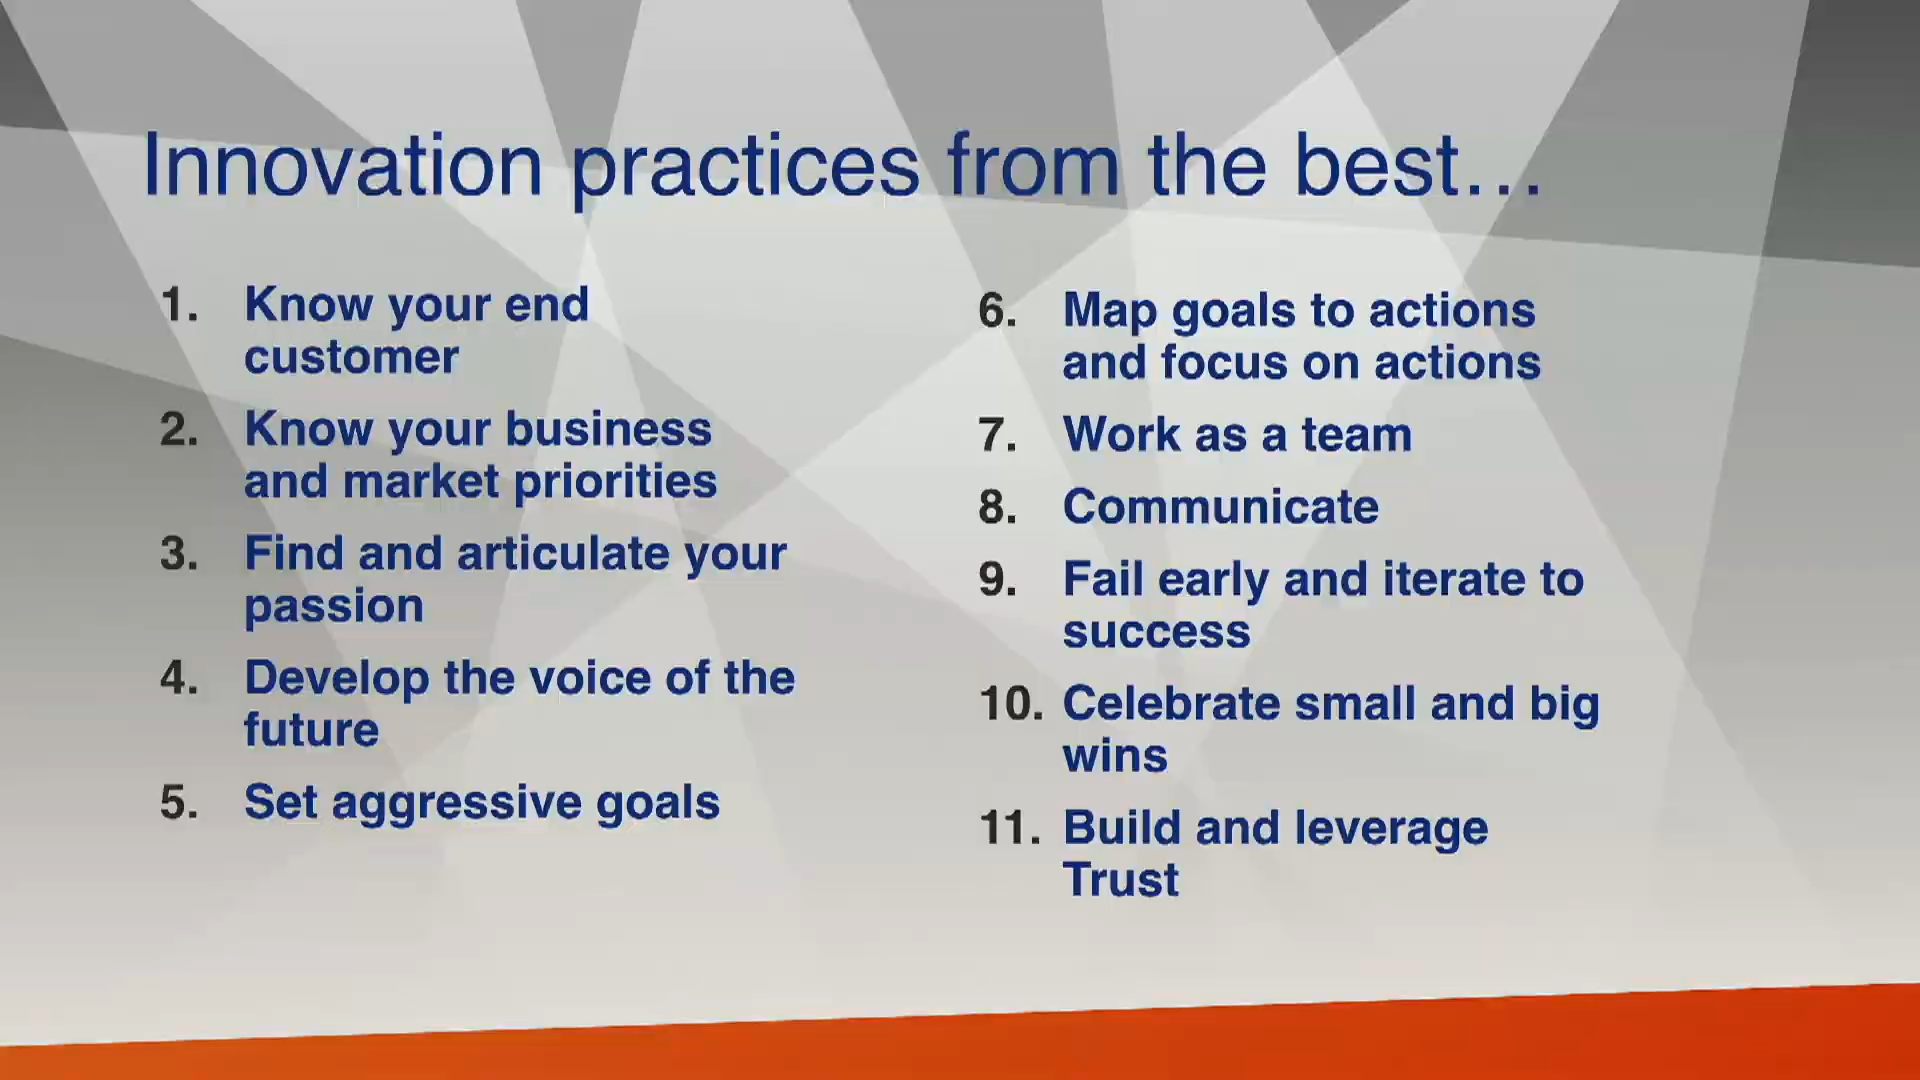 Innovation practices from the best…
1. Know your end
customer
2. Know your business
and market priorities
3. Find and articulate your
passion
4. Develop the voice of the
future
5. Set aggressive goals
6. Map goals to actions
and focus on actions
7. Work as a team
8. Communicate
9. Fail early and iterate to
success
10. Celebrate small and big
wins
11. Build and leverage
Trust